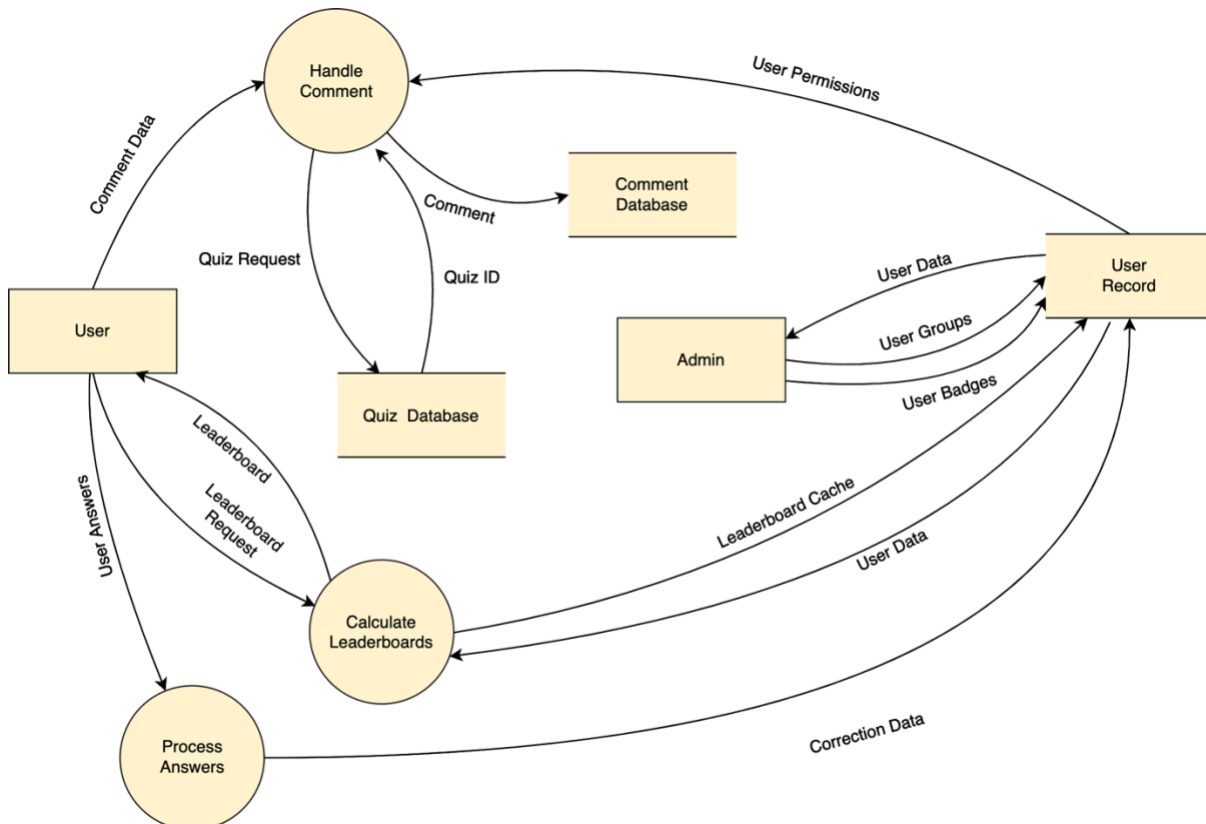 Handle
Comment
User Permissions
Comment Data
Comment
Database
Comment
Quiz Request
Quiz ID
User Data
User
Record
User
User Groups
Admin
User Badges
Quiz Database
Leaderboard
Leaderboard
Request
User Answers
Leaderboard Cache
User Data
Calculate
Leaderboards
Correction Data
Process
Answers